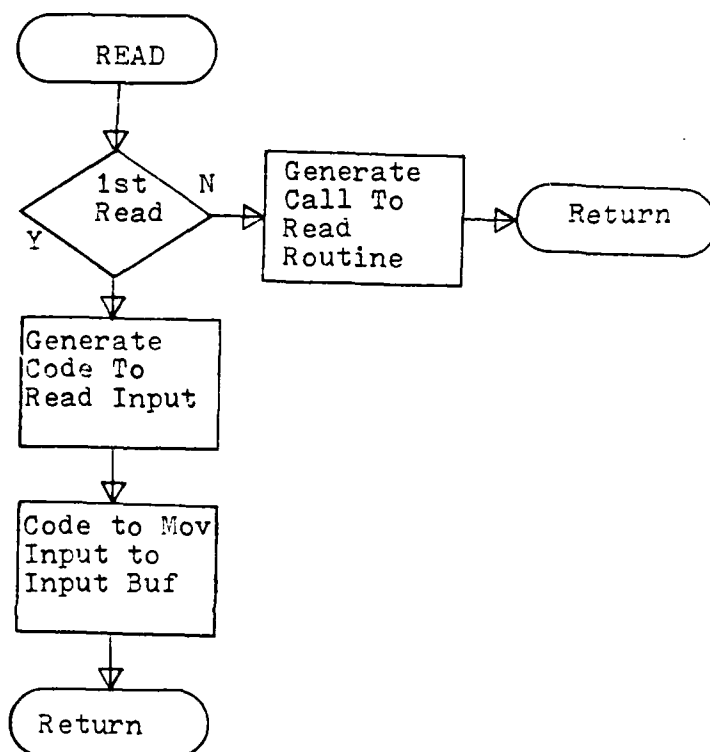 READ
1st
Read
N
Y
Generate
Call To
Read
Routine
Return
Generate
Code To
Read Input
Code to Mov
Input to
Input Buf
Return